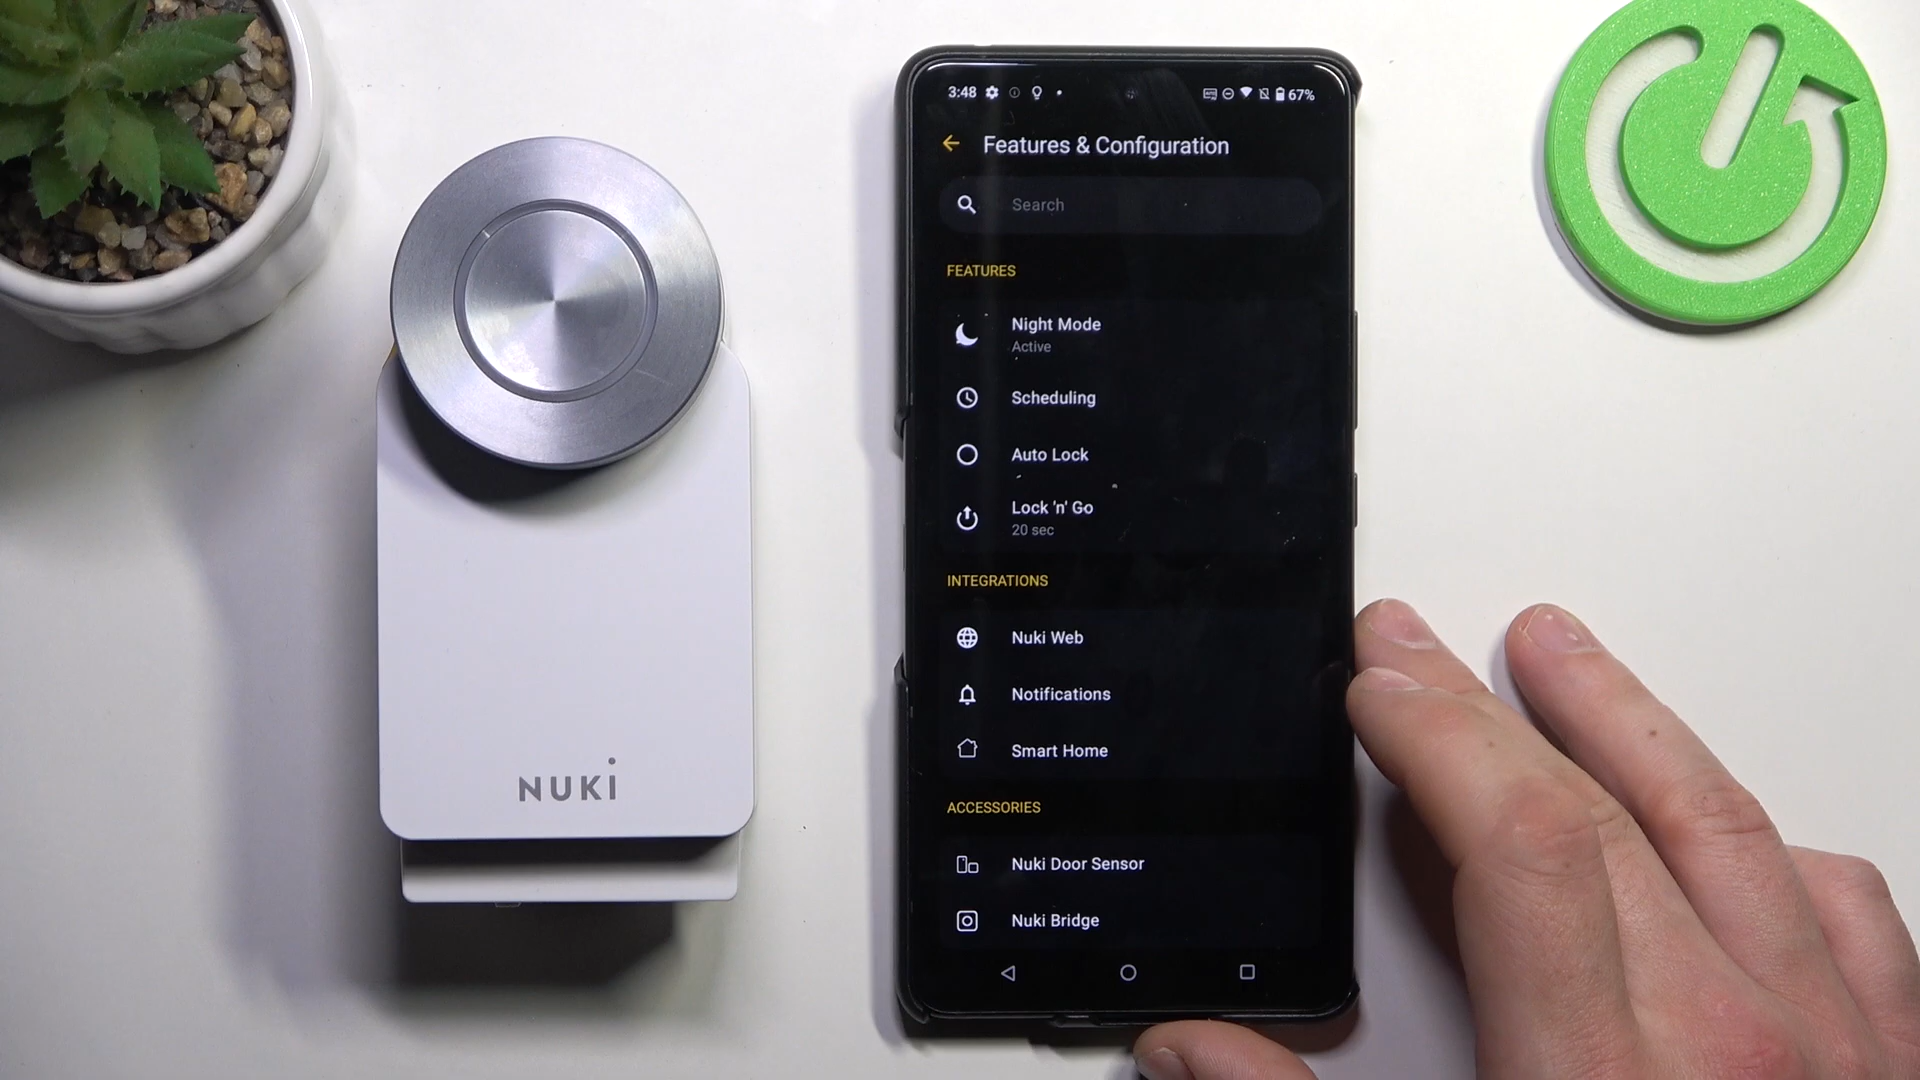 3:48
67%
Features & Configuration
Search
FEATURES
Night Mode
Active
Scheduling
Auto Lock
Lock 'n' Go
20 sec
INTEGRATIONS
Nuki Web
Notifications
Smart Home
ACCESSORIES
Nuki Door Sensor
Nuki Bridge
NUKi